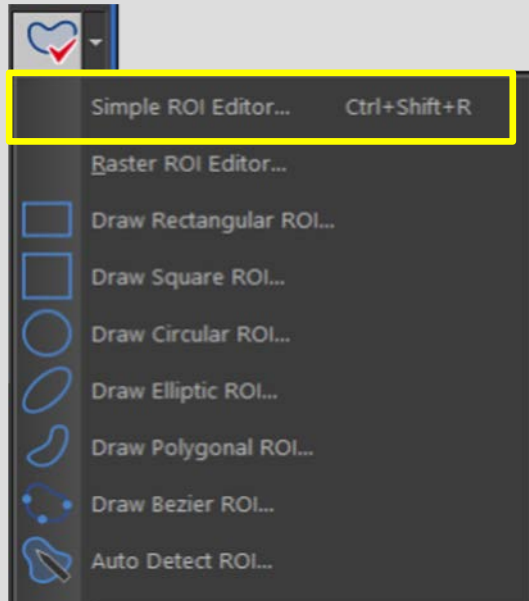 Simple ROI Editor... Ctrl+Shift+R
Raster ROI Editor...
Draw Rectangular ROI...
Draw Square ROI...
Draw Circular ROI...
Draw Elliptic ROI...
Draw Polygonal ROI...
Draw Bezier ROI...
Auto Detect ROI...